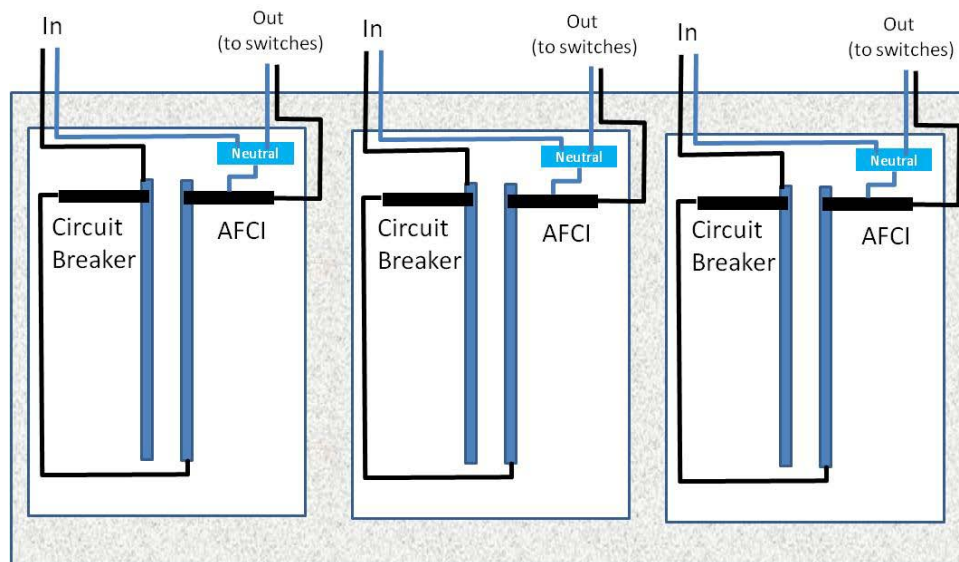 In
Out
(to switches)
Neutral
Circuit
Breaker
AFCI
In
Out
(to switches)
Neutral
Circuit
Breaker
AFCI
In
Out
(to switches)
Neutral
Circuit
Breaker
AFCI